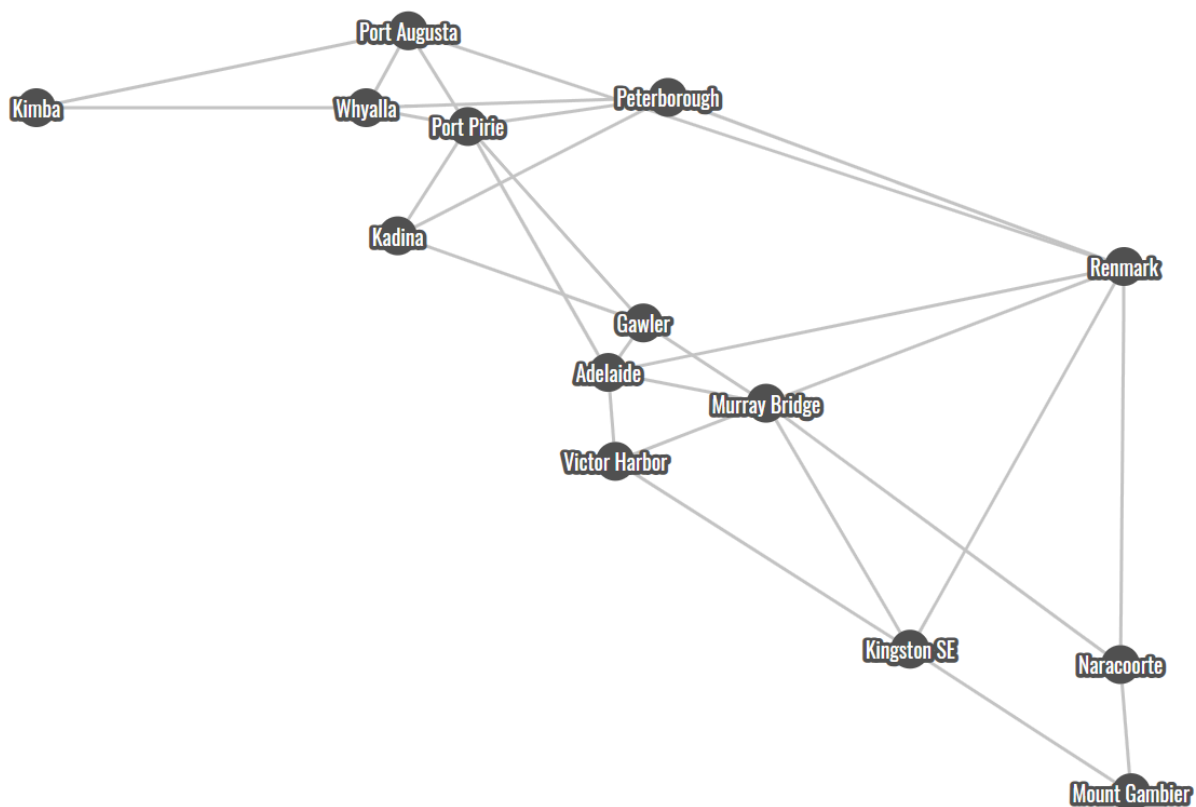 Port Augusta
Peterborough
Kimba
Whyalla
Port Pirie
Kadina
Renmark
Gawler
Adelaide
Murray Bridge
Victor Harbor
Kingston SE
Naracoorte
Mount Gambier